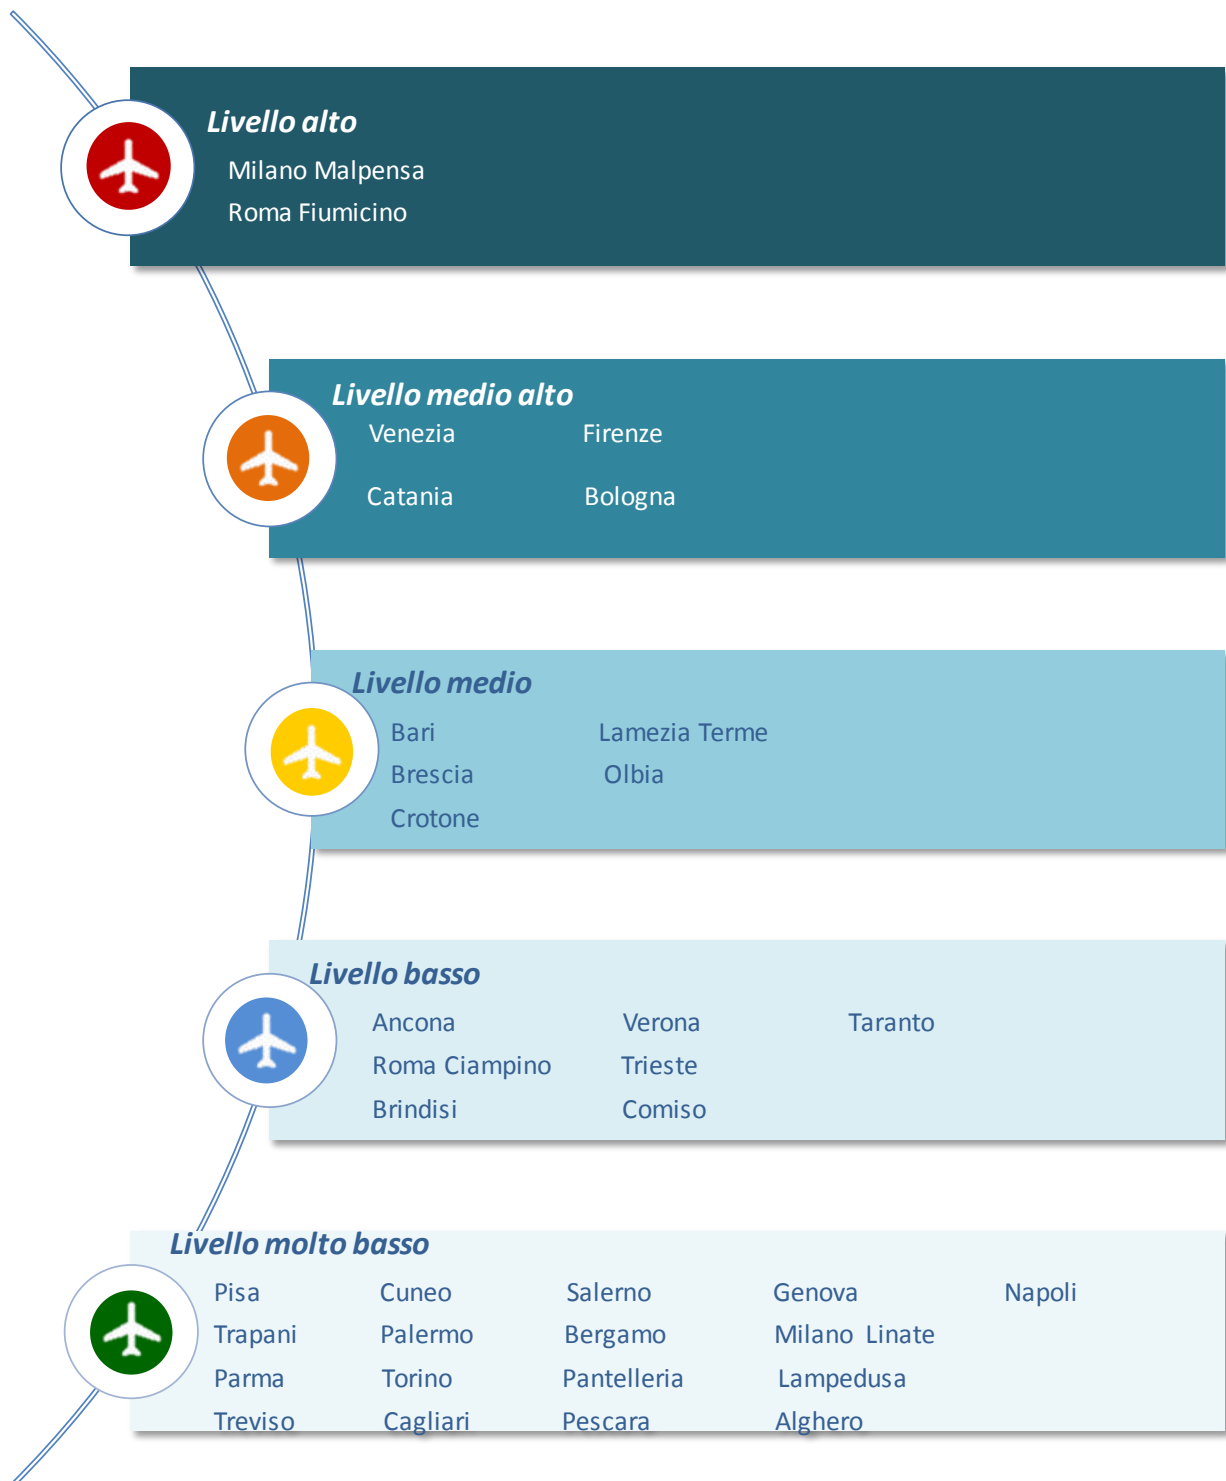 Livello alto
Milano Malpensa
Roma Fiumicino
Livello medio alto
Venezia Firenze
Catania Bologna
Livello medio
Bari Lamezia Terme
Brescia Olbia
Crotone
Livello basso
Ancona Verona Taranto
Roma Ciampino Trieste
Brindisi Comiso
Livello molto basso
Pisa Cuneo Salerno Genova Napoli
Trapani Palermo Bergamo Milano Linate
Parma Torino Pantelleria Lampedusa
Treviso Cagliari Pescara Alghero